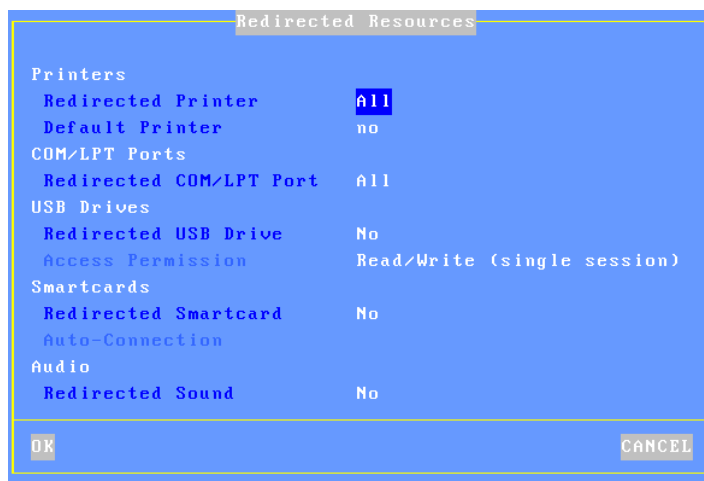 Redirected Resources
Printers
Redirected Printer All
Default Printer no
COM/LPT Ports
Redirected COM/LPT Port All
USB Drives
Redirected USB Drive No
Access Permission Read/Write (single session)
Smartcards
Redirected Smartcard No
Auto-Connection
Audio
Redirected Sound No
OK CANCEL